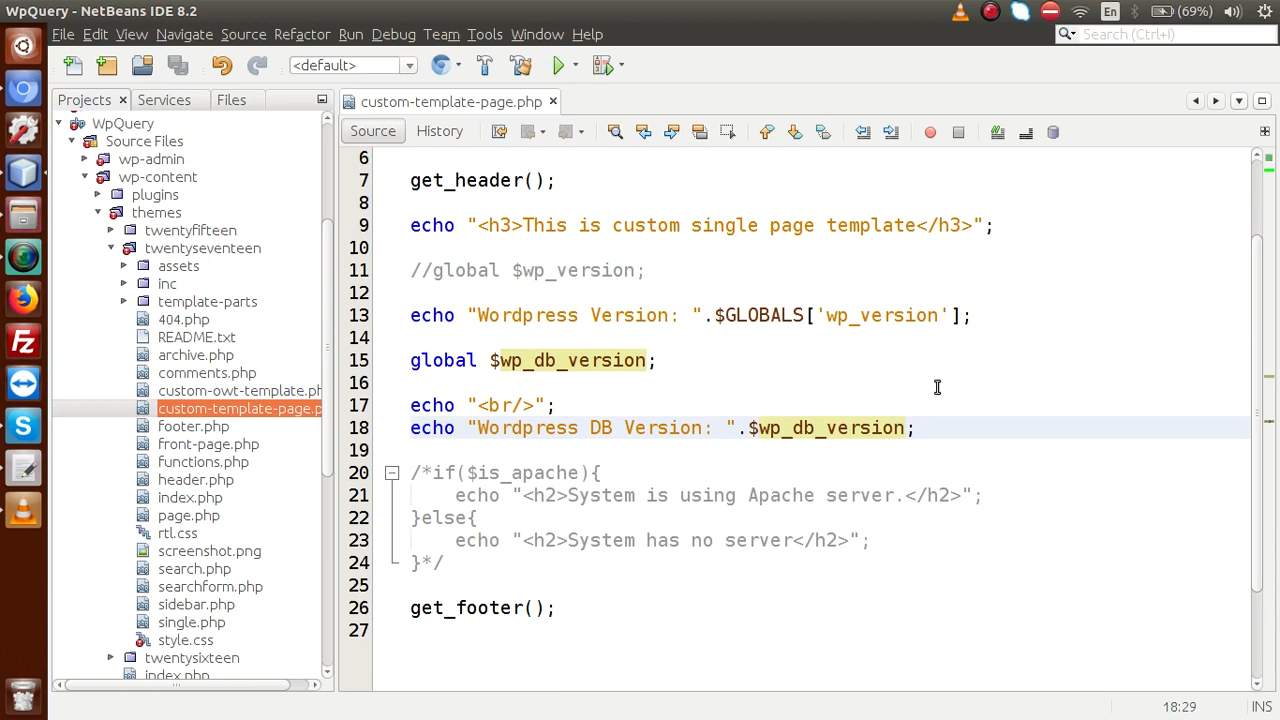 WpQuery - NetBeans IDE 8.2
En
(69%)
File Edit View Navigate Source Refactor Run Debug Team Tools Window Help
Search (Ctrl+I)
<default>
Projects
Services
Files
custom-template-page.php
WpQuery
Source Files
wp-admin
wp-content
plugins
themes
twentyfifteen
twentyseventeen
assets
inc
template-parts
404.php
README.txt
archive.php
comments.php
custom-owt-template.ph
custom-template-page.p
footer.php
front-page.php
functions.php
header.php
index.php
page.php
rtl.css
screenshot.png
search.php
searchform.php
sidebar.php
single.php
style.css
twentysixteen
index.php
Source
History
6
7 get_header();
8
9 echo "<h3>This is custom single page template</h3>";
10
11 //global $wp_version;
12
13 echo "Wordpress Version: ".$GLOBALS['wp_version'];
14
15 global $wp_db_version;
16
17 echo "<br/>";
18 echo "Wordpress DB Version: ".$wp_db_version;
19
20 /*if($is_apache){
21 echo "<h2>System is using Apache server.</h2>";
22 }else{
23 echo "<h2>System has no server</h2>";
24 }*/
25
26 get_footer();
27
18:29
INS